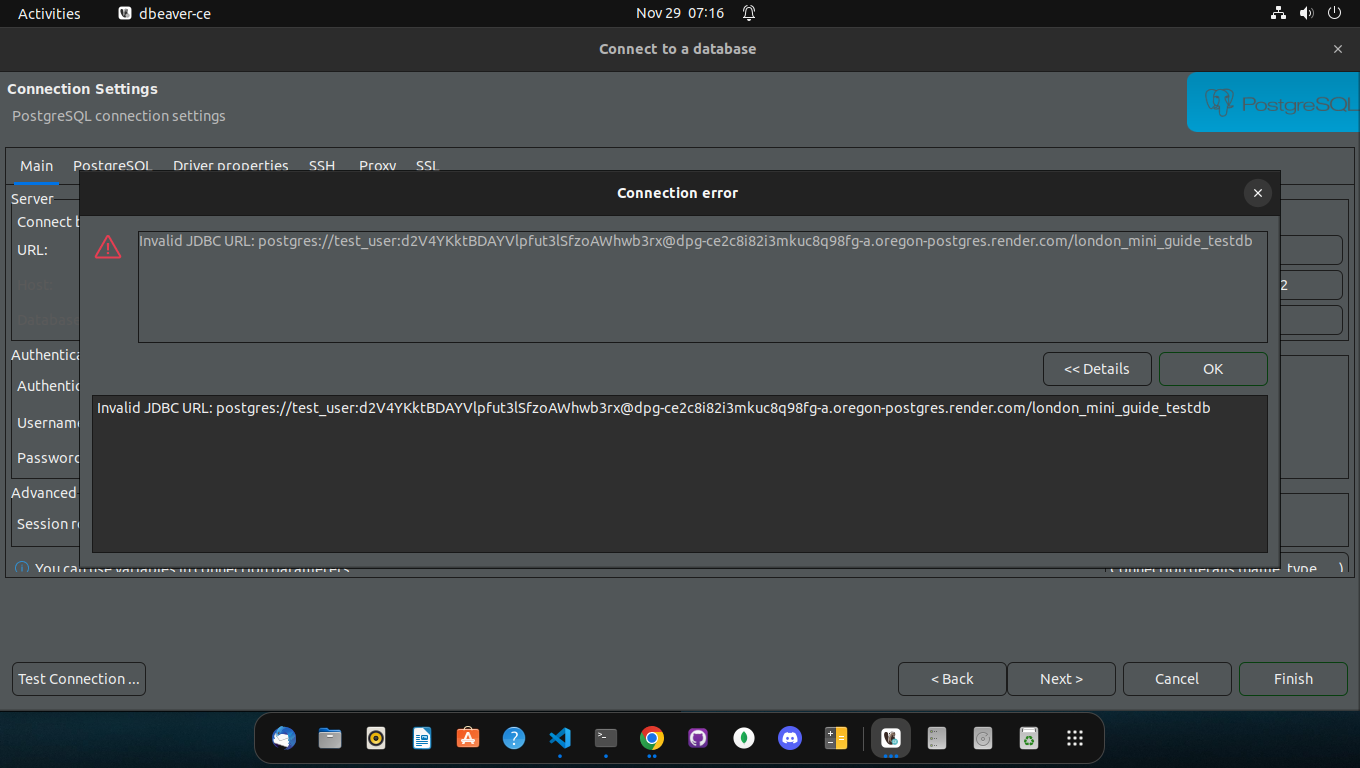 Activities
dbeaver-ce
Nov 29 07:16
Connect to a database
Connection Settings
PostgreSQL connection settings
PostgreSQL
Main PostgreSQL Driver properties SSH Proxy SSL
Server
Connection error
Connect b
Invalid JDBC URL: postgres://test_user:d2V4YKktBDAYVlpfut3lSfzoAWhwb3rx@dpg-ce2c8i82i3mkuc8q98fg-a.oregon-postgres.render.com/london_mini_guide_testdb
URL:
Host
2
Database
Authentica
<< Details
OK
Authentic
Invalid JDBC URL: postgres://test_user:d2V4YKktBDAYVlpfut3lSfzoAWhwb3rx@dpg-ce2c8i82i3mkuc8q98fg-a.oregon-postgres.render.com/london_mini_guide_testdb
Username
Password
Advanced
Session r
You can use variables in connection parameters
Connection details (name, type, ... )
Test Connection ...
< Back
Next >
Cancel
Finish